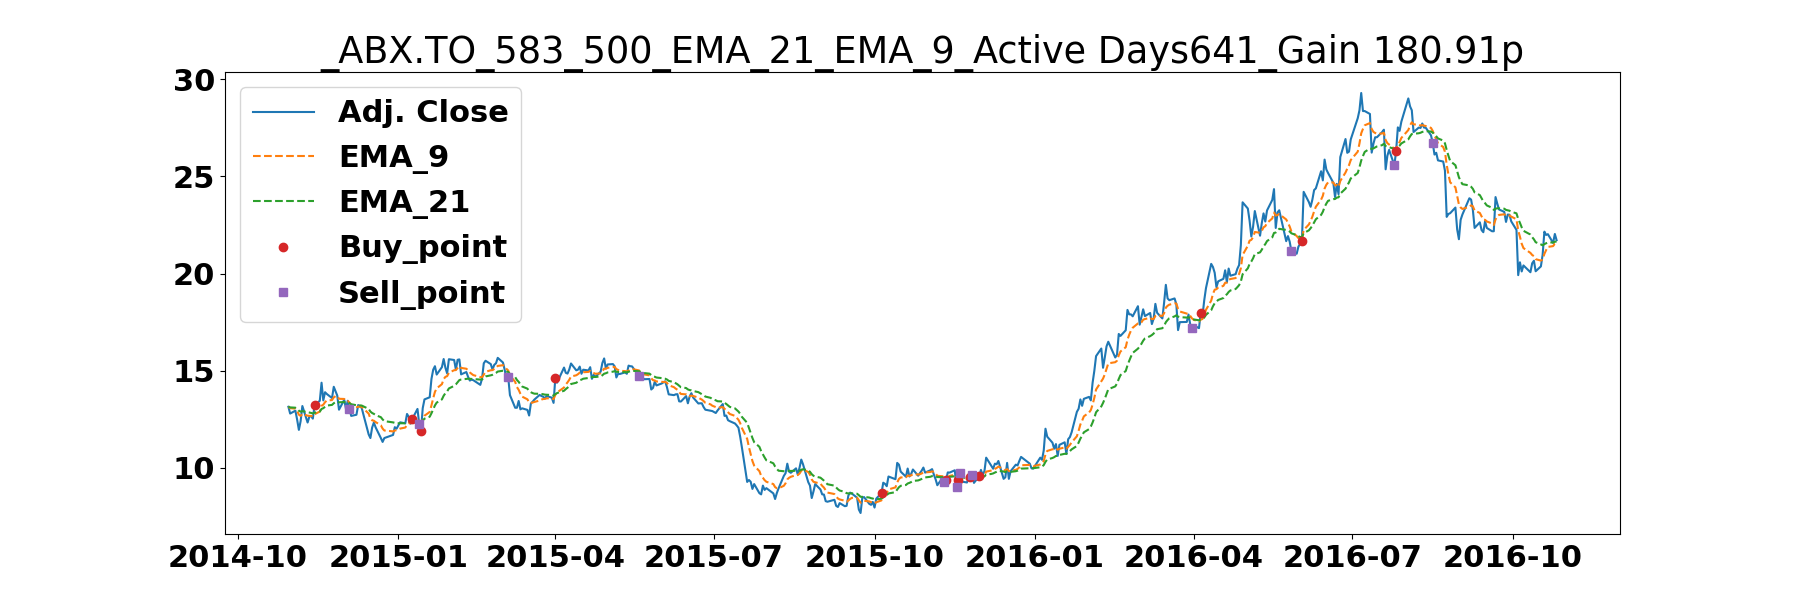 _ABX.TO_583_500_EMA_21_EMA_9_Active Days641_Gain 180.91p
30
25
20
15
10
Adj. Close
EMA_9
EMA_21
Buy_point
Sell_point
2014-10 2015-01 2015-04 2015-07 2015-10 2016-01 2016-04 2016-07 2016-10